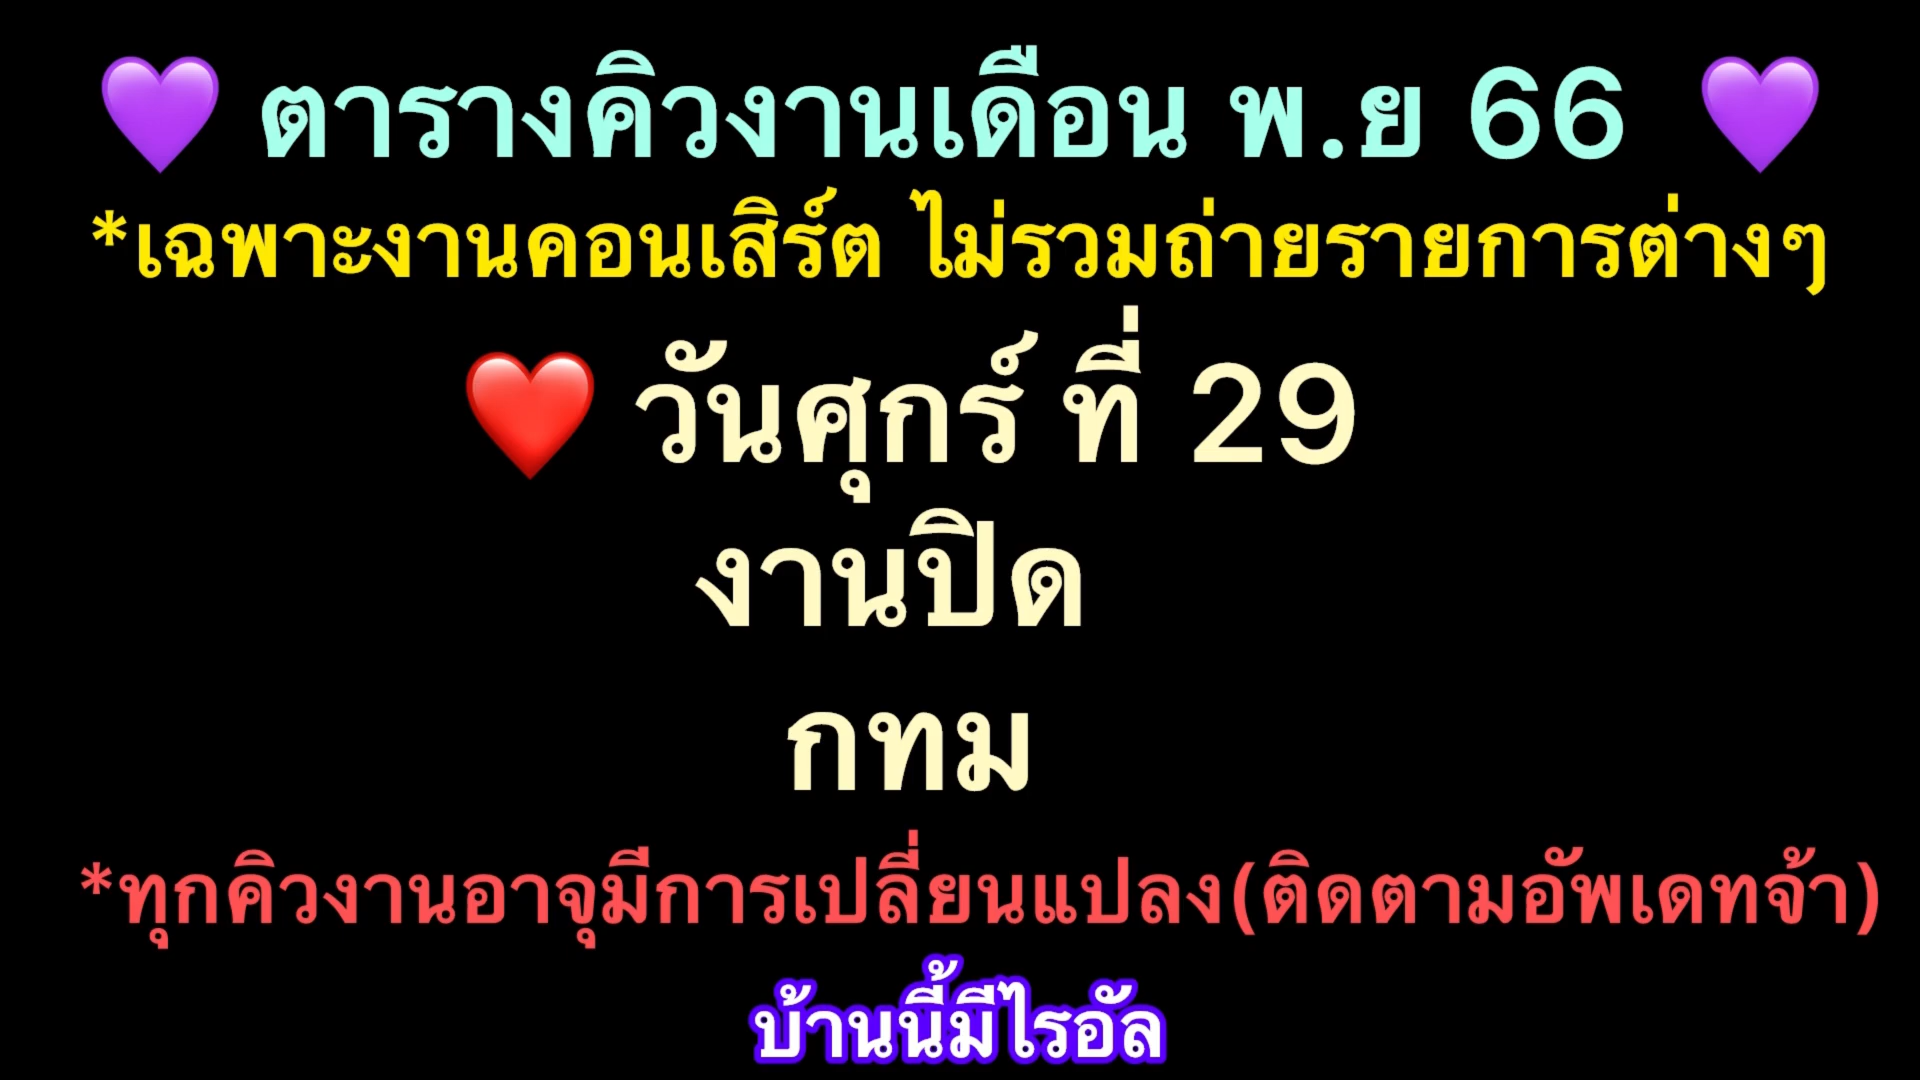 💜 ตารางคิวงานเดือน พ.ย 66 💜
*เฉพาะงานคอนเสิร์ต ไม่รวมถ่ายรายการต่างๆ
❤️ วันศุกร์ ที่ 29
งานปิด
กทม
*ทุกคิวงานอาจุมีการเปลี่ยนแปลง(ติดตามอัพเดทจ้า)
บ้านนี้มีไรอัล